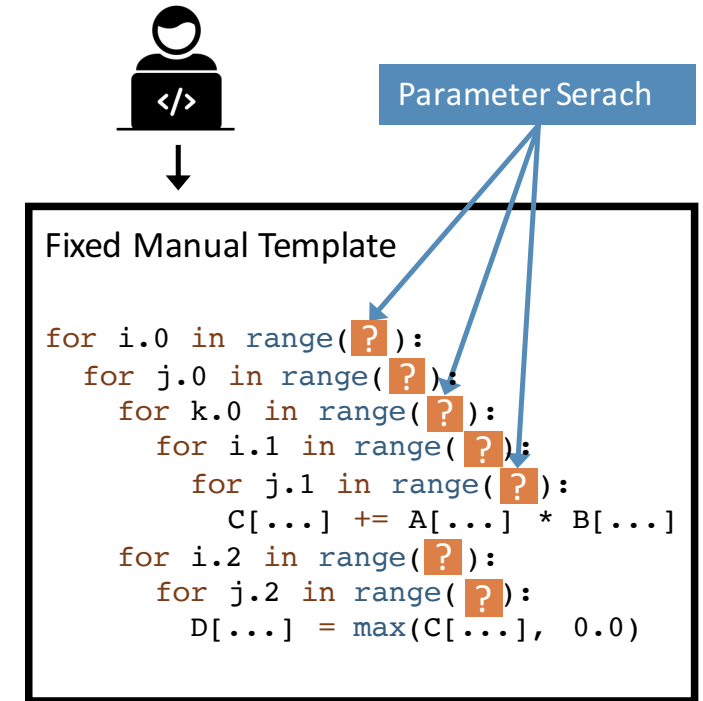 </>
Parameter Serach
Fixed Manual Template
for i.0 in range( ? ):
  for j.0 in range( ? ):
    for k.0 in range( ? ):
      for i.1 in range( ? ):
        for j.1 in range( ? ):
          C[...] += A[...] * B[...]
    for i.2 in range( ? ):
      for j.2 in range( ? ):
        D[...] = max(C[...], 0.0)